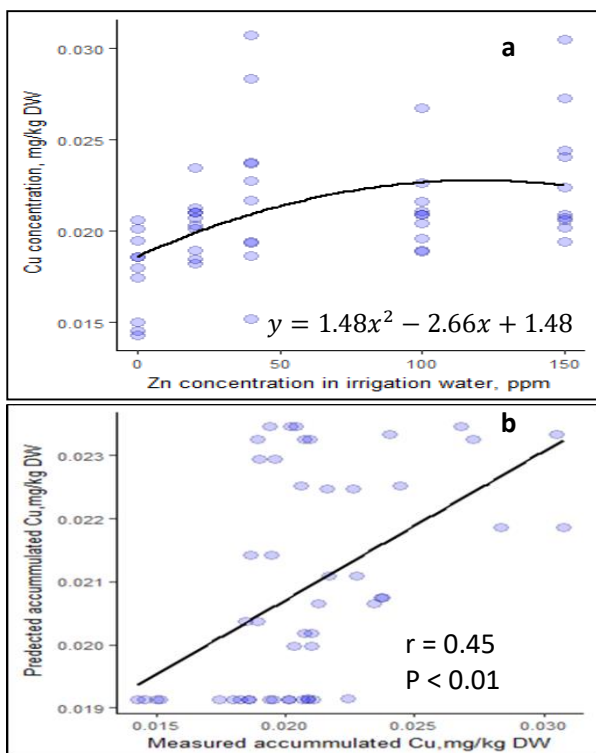 a
0.030
0.025
0.020
0.015
Cu concentration, mg/kg DW
y = 1.48x² − 2.66x + 1.48
0 50 100 150
Zn concentration in irrigation water, ppm
b
0.023
0.022
0.021
0.020
0.019
Predected accumulated Cu,mg/kg DW
r = 0.45
P < 0.01
0.015 0.020 0.025 0.030
Measured accummulated Cu,mg/kg DW